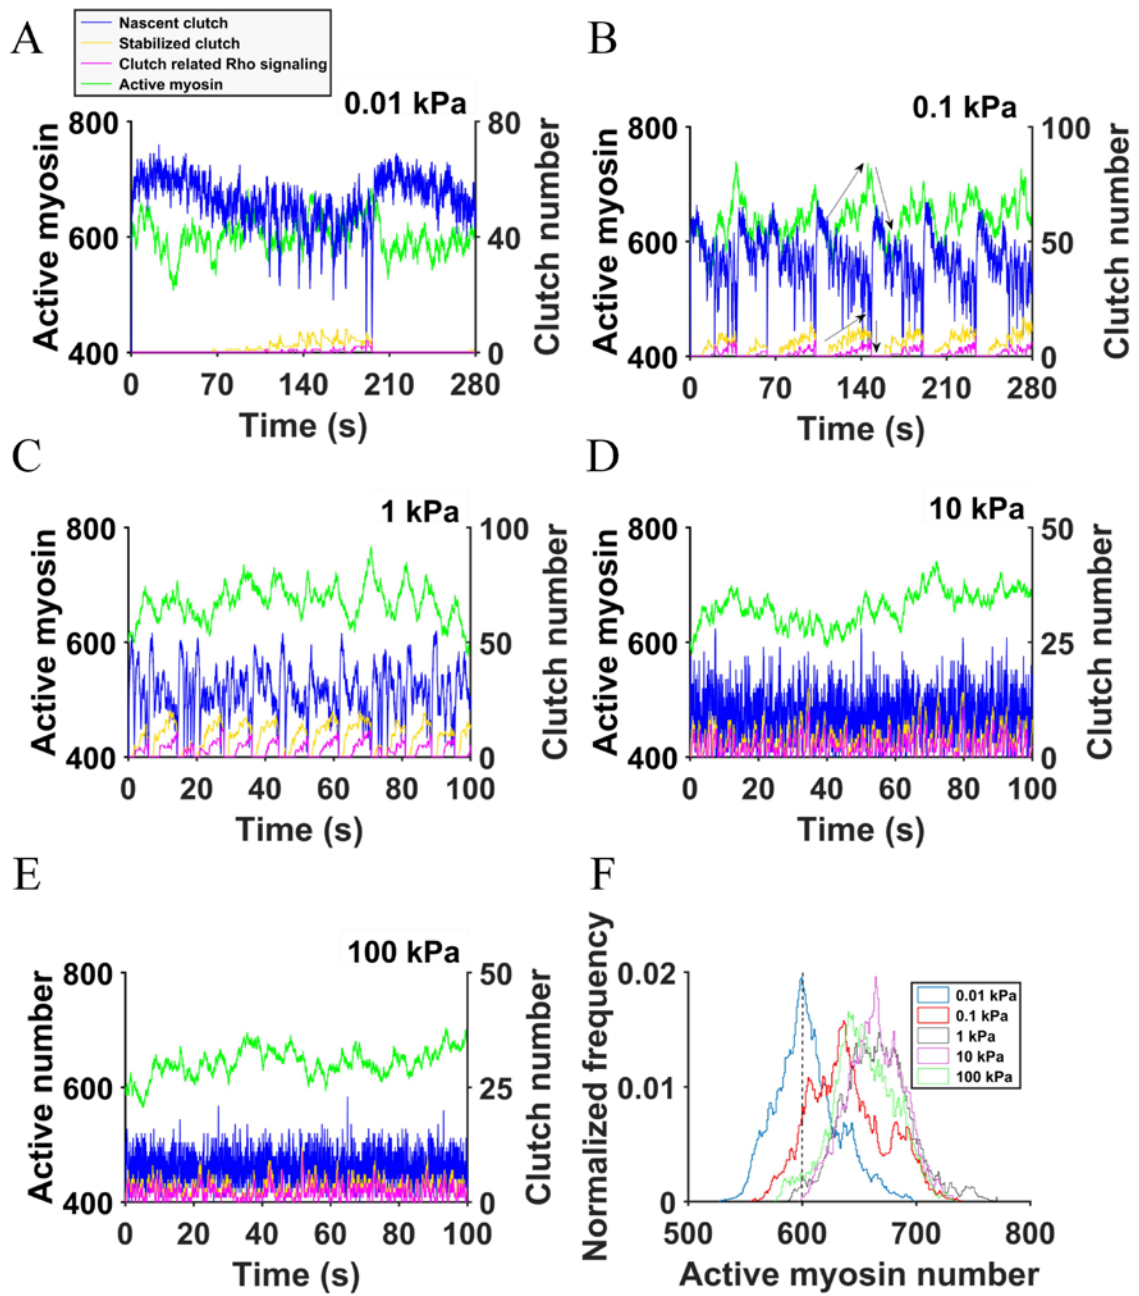 A
Nascent clutch
Stabilized clutch
Clutch related Rho signaling
Active myosin
0.01 kPa
Active myosin
800
600
400
80
40
0
Clutch number
0 70 140 210 280
Time (s)
B
0.1 kPa
Active myosin
800
600
400
100
50
0
Clutch number
0 70 140 210 280
Time (s)
C
1 kPa
Active myosin
800
600
400
100
50
0
Clutch number
0 20 40 60 80 100
Time (s)
D
10 kPa
Active myosin
800
600
400
50
25
0
Clutch number
0 20 40 60 80 100
Time (s)
E
100 kPa
Active number
800
600
400
50
25
0
Clutch number
0 20 40 60 80 100
Time (s)
F
Normalized frequency
0.02
0.01
0
0.01 kPa
0.1 kPa
1 kPa
10 kPa
100 kPa
500 600 700 800
Active myosin number